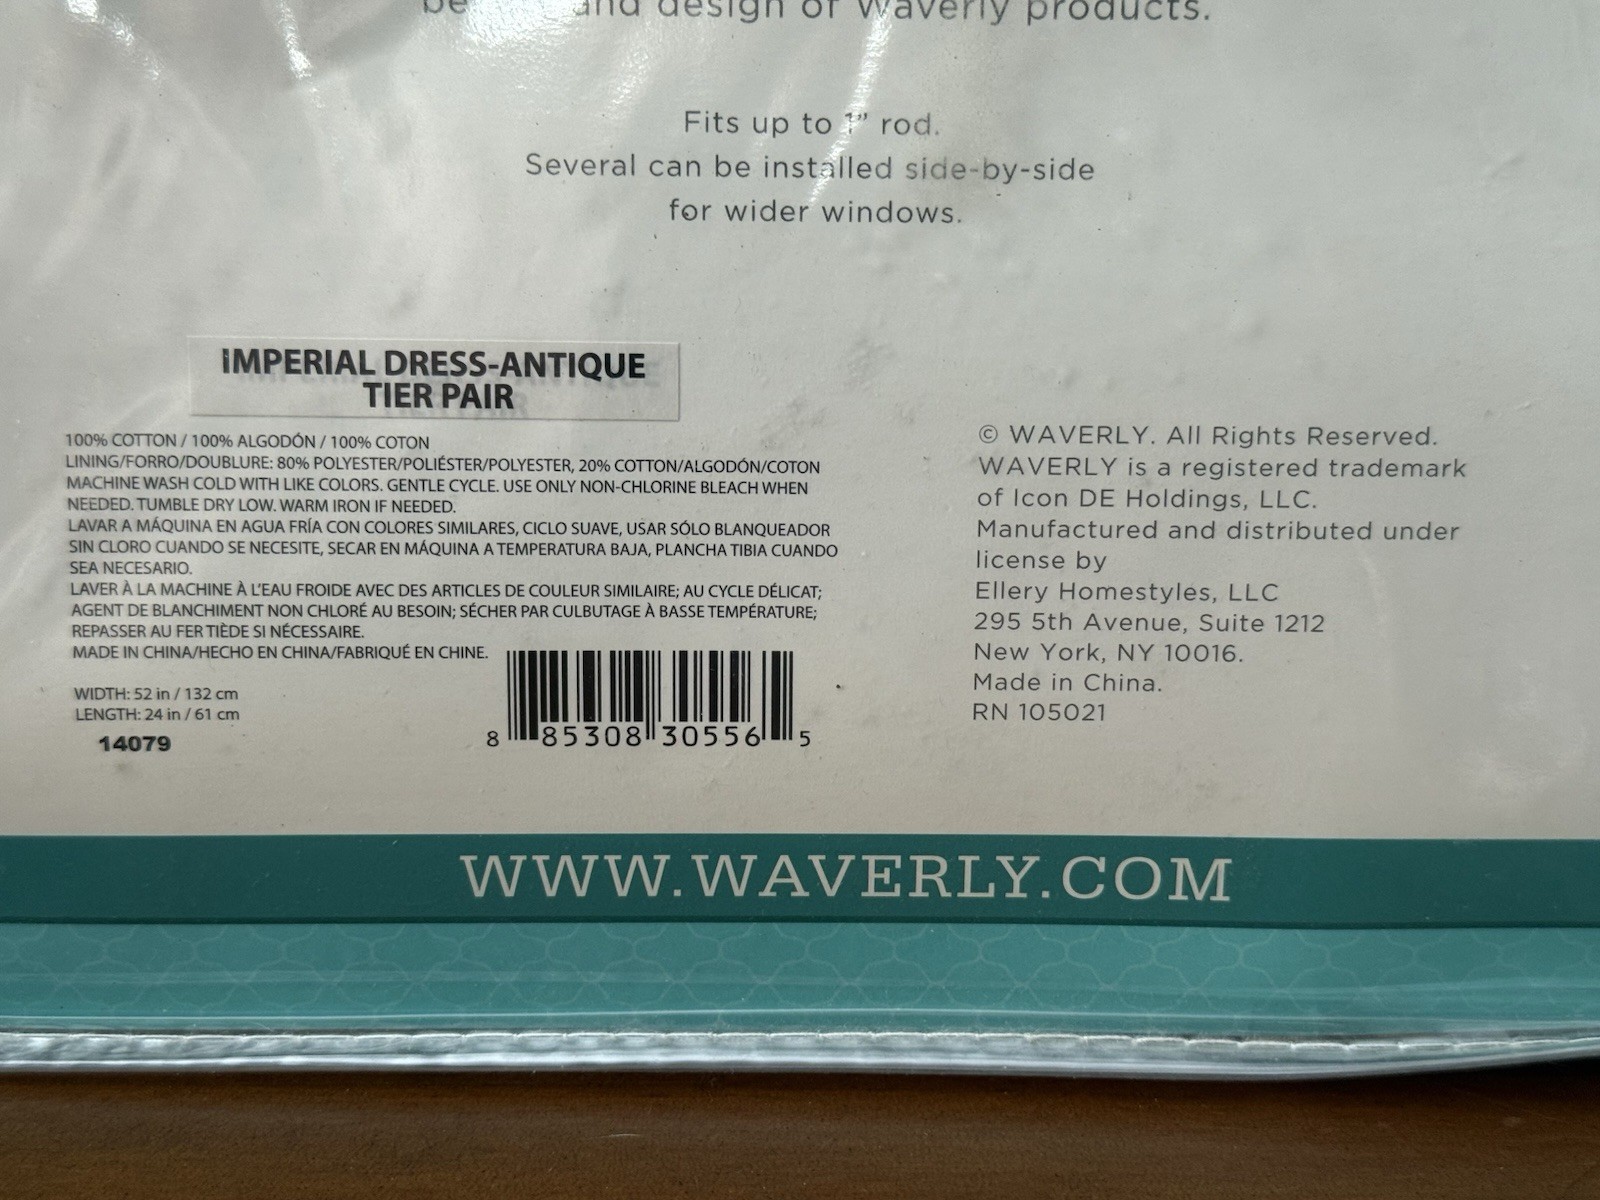 and design of Waverly products.
Fits up to 1" rod.
Several can be installed side-by-side
for wider windows.
IMPERIAL DRESS-ANTIQUE
TIER PAIR
100% COTTON / 100% ALGODÓN / 100% COTON
LINING/FORRO/DOUBLURE: 80% POLYESTER/POLIÉSTER/POLYESTER, 20% COTTON/ALGODÓN/COTON
MACHINE WASH COLD WITH LIKE COLORS. GENTLE CYCLE. USE ONLY NON-CHLORINE BLEACH WHEN
NEEDED. TUMBLE DRY LOW. WARM IRON IF NEEDED.
LAVAR A MÁQUINA EN AGUA FRÍA CON COLORES SIMILARES, CICLO SUAVE, USAR SÓLO BLANQUEADOR
SIN CLORO CUANDO SE NECESITE, SECAR EN MÁQUINA A TEMPERATURA BAJA, PLANCHA TIBIA CUANDO
SEA NECESARIO.
LAVER À LA MACHINE À L'EAU FROIDE AVEC DES ARTICLES DE COULEUR SIMILAIRE; AU CYCLE DÉLICAT;
AGENT DE BLANCHIMENT NON CHLORÉ AU BESOIN; SÉCHER PAR CULBUTAGE À BASSE TEMPÉRATURE;
REPASSER AU FER TIÈDE SI NÉCESSAIRE.
MADE IN CHINA/HECHO EN CHINA/FABRIQUÉ EN CHINE.
WIDTH: 52 in / 132 cm
LENGTH: 24 in / 61 cm
14079
8 85308 30556 5
© WAVERLY. All Rights Reserved.
WAVERLY is a registered trademark
of Icon DE Holdings, LLC.
Manufactured and distributed under
license by
Ellery Homestyles, LLC
295 5th Avenue, Suite 1212
New York, NY 10016.
Made in China.
RN 105021
WWW.WAVERLY.COM